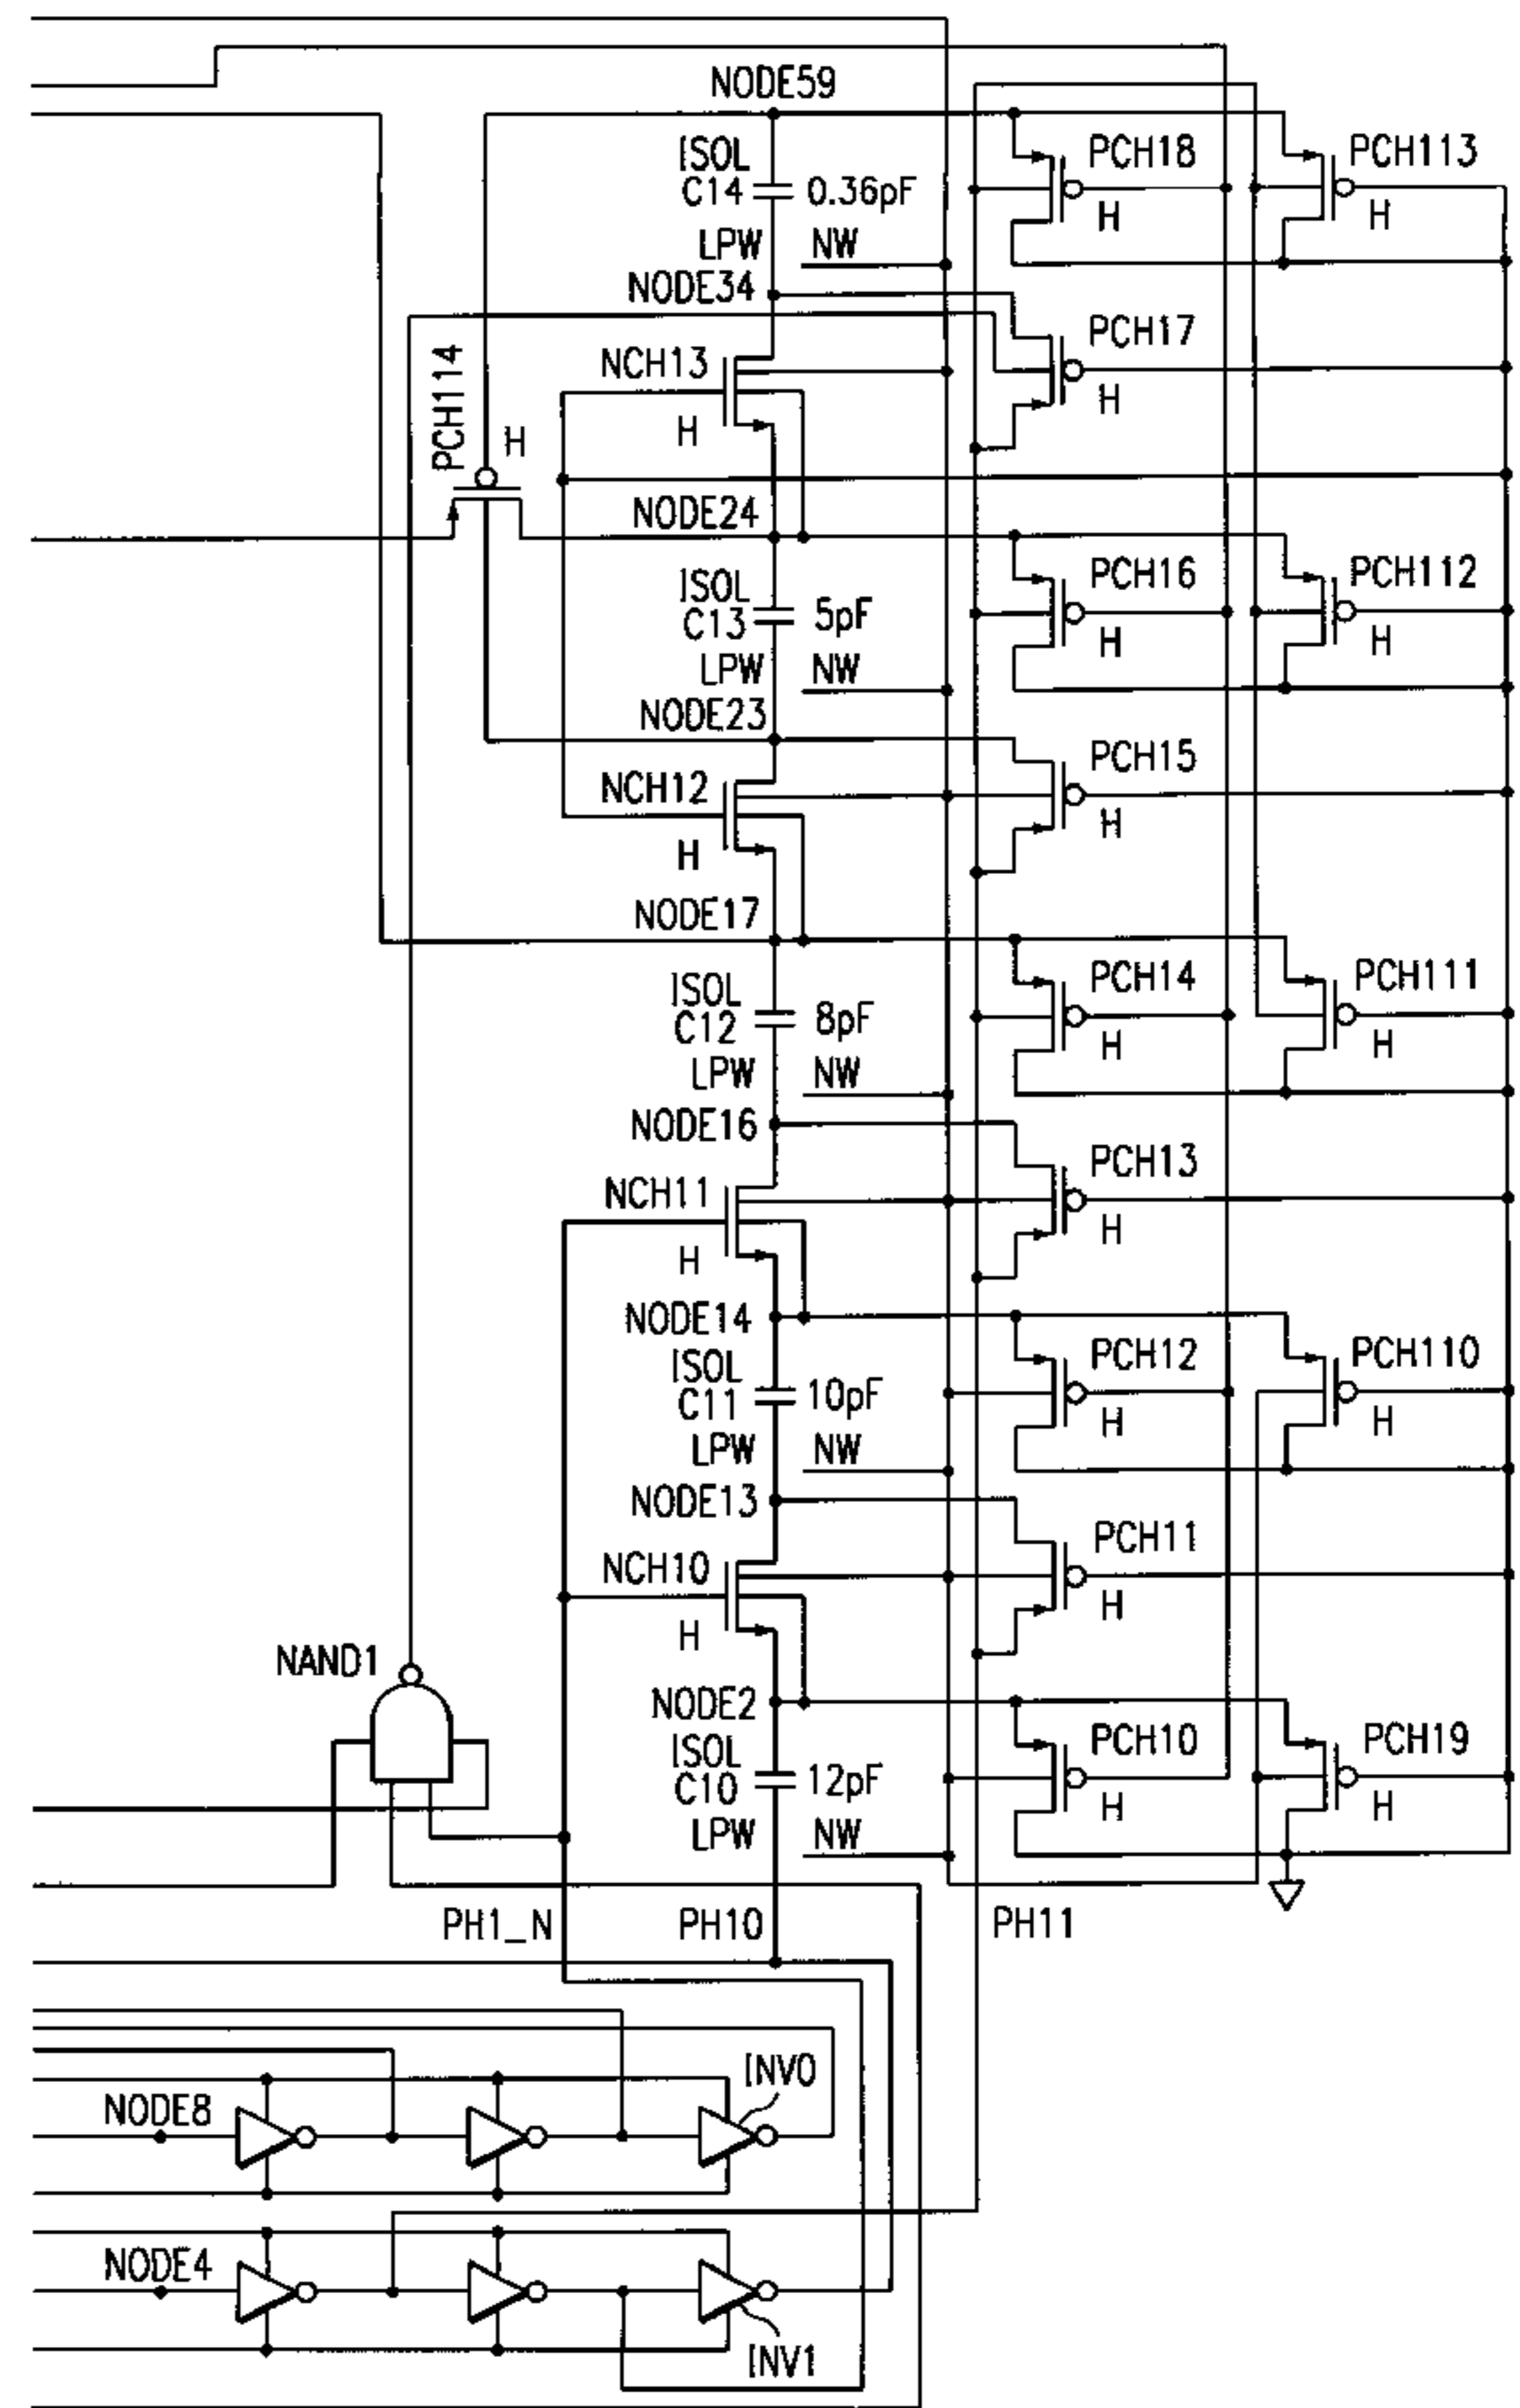 NODE59
ISOL
C14 0.36pF
LPW NW
PCH18
H
PCH113
H
NODE34
PCH17
H
NCH13
H
PCH114
H
NODE24
ISOL
C13 5pF
LPW NW
PCH16
H
PCH112
H
NODE23
PCH15
H
NCH12
H
NODE17
ISOL
C12 8pF
LPW NW
PCH14
H
PCH111
H
NODE16
PCH13
H
NCH11
H
NODE14
ISOL
C11 10pF
LPW NW
PCH12
H
PCH110
H
NODE13
PCH11
H
NCH10
H
NAND1
NODE2
ISOL
C10 12pF
LPW NW
PCH10
H
PCH19
H
PH1_N PH10 PH11
INV0
NODE8
NODE4
INV1